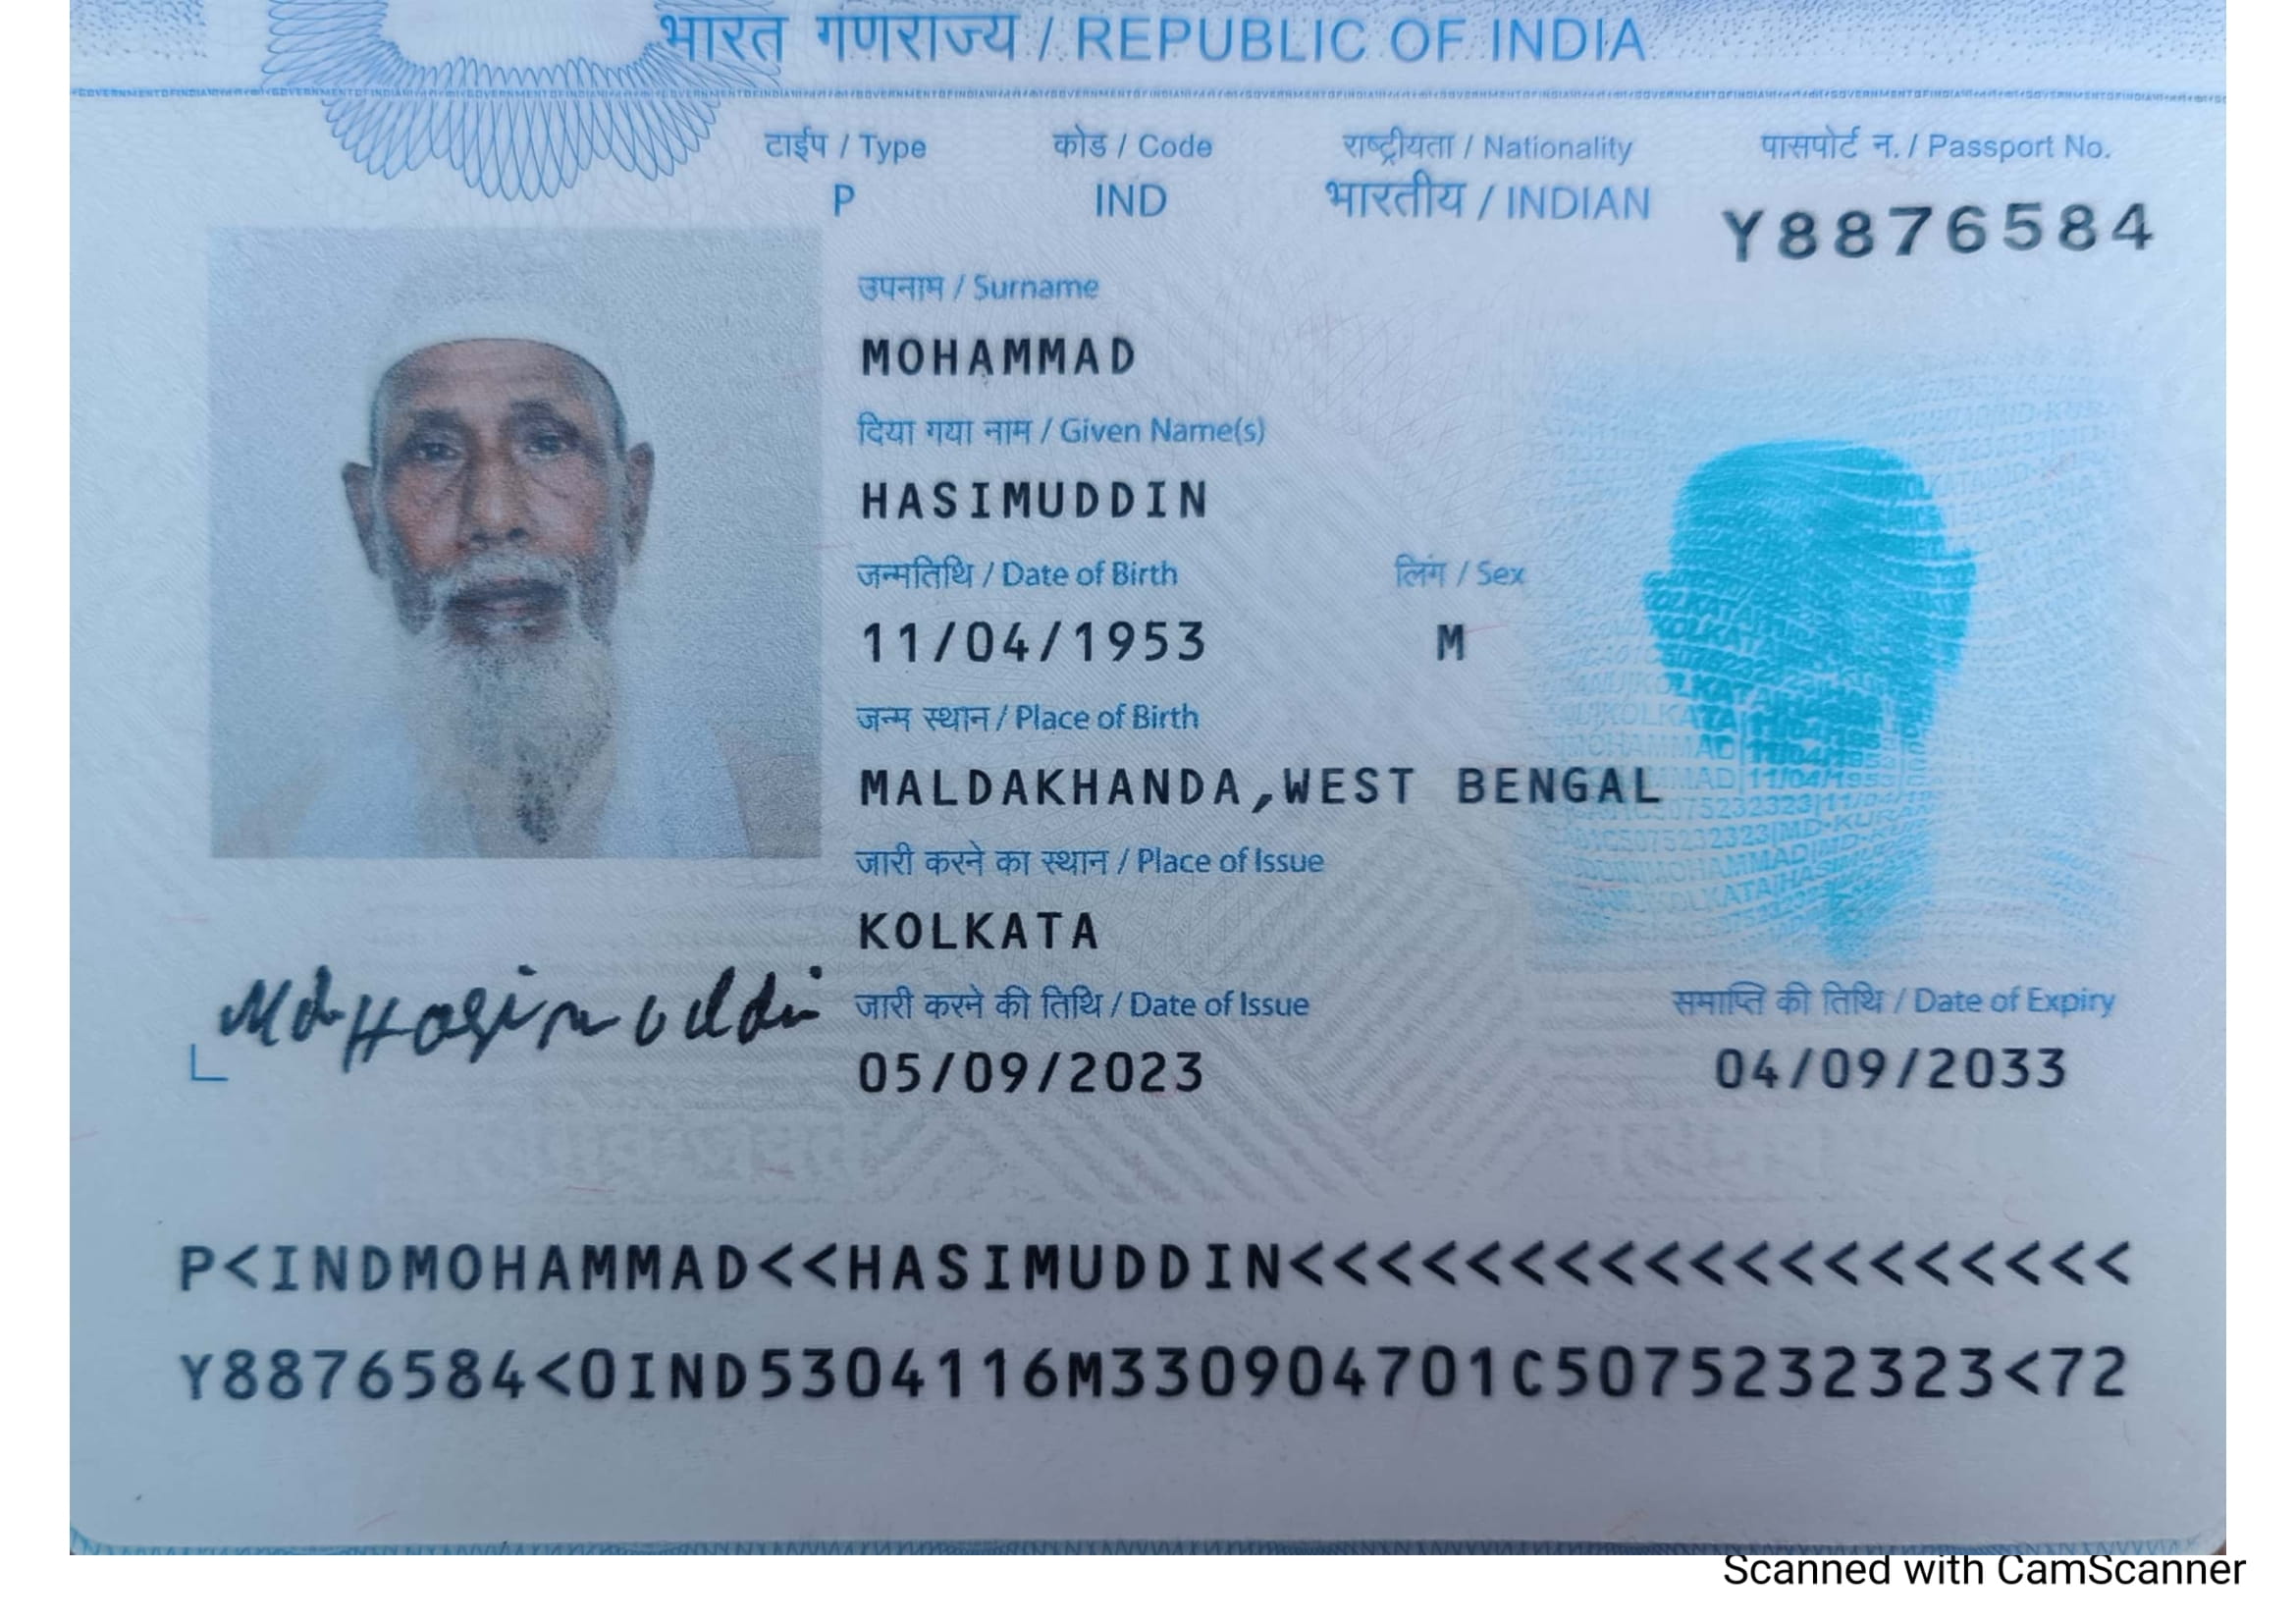 भारत गणराज्य / REPUBLIC OF INDIA
टाईप / Type
P
कोड / Code
IND
राष्ट्रीयता / Nationality
भारतीय / INDIAN
पासपोर्ट न. / Passport No.
Y8876584
उपनाम / Surname
MOHAMMAD
दिया गया नाम / Given Name(s)
HASIMUDDIN
जन्मतिथि / Date of Birth
11/04/1953
लिंग / Sex
M
जन्म स्थान / Place of Birth
MALDAKHANDA,WEST BENGAL
जारी करने का स्थान / Place of Issue
KOLKATA
Md Hasimuddin
जारी करने की तिथि / Date of Issue
05/09/2023
समाप्ति की तिथि / Date of Expiry
04/09/2033
P<INDMOHAMMAD<<HASIMUDDIN<<<<<<<<<<<<<<<<<<<
Y8876584<0IND5304116M330904701C5075232323<72
Scanned with CamScanner